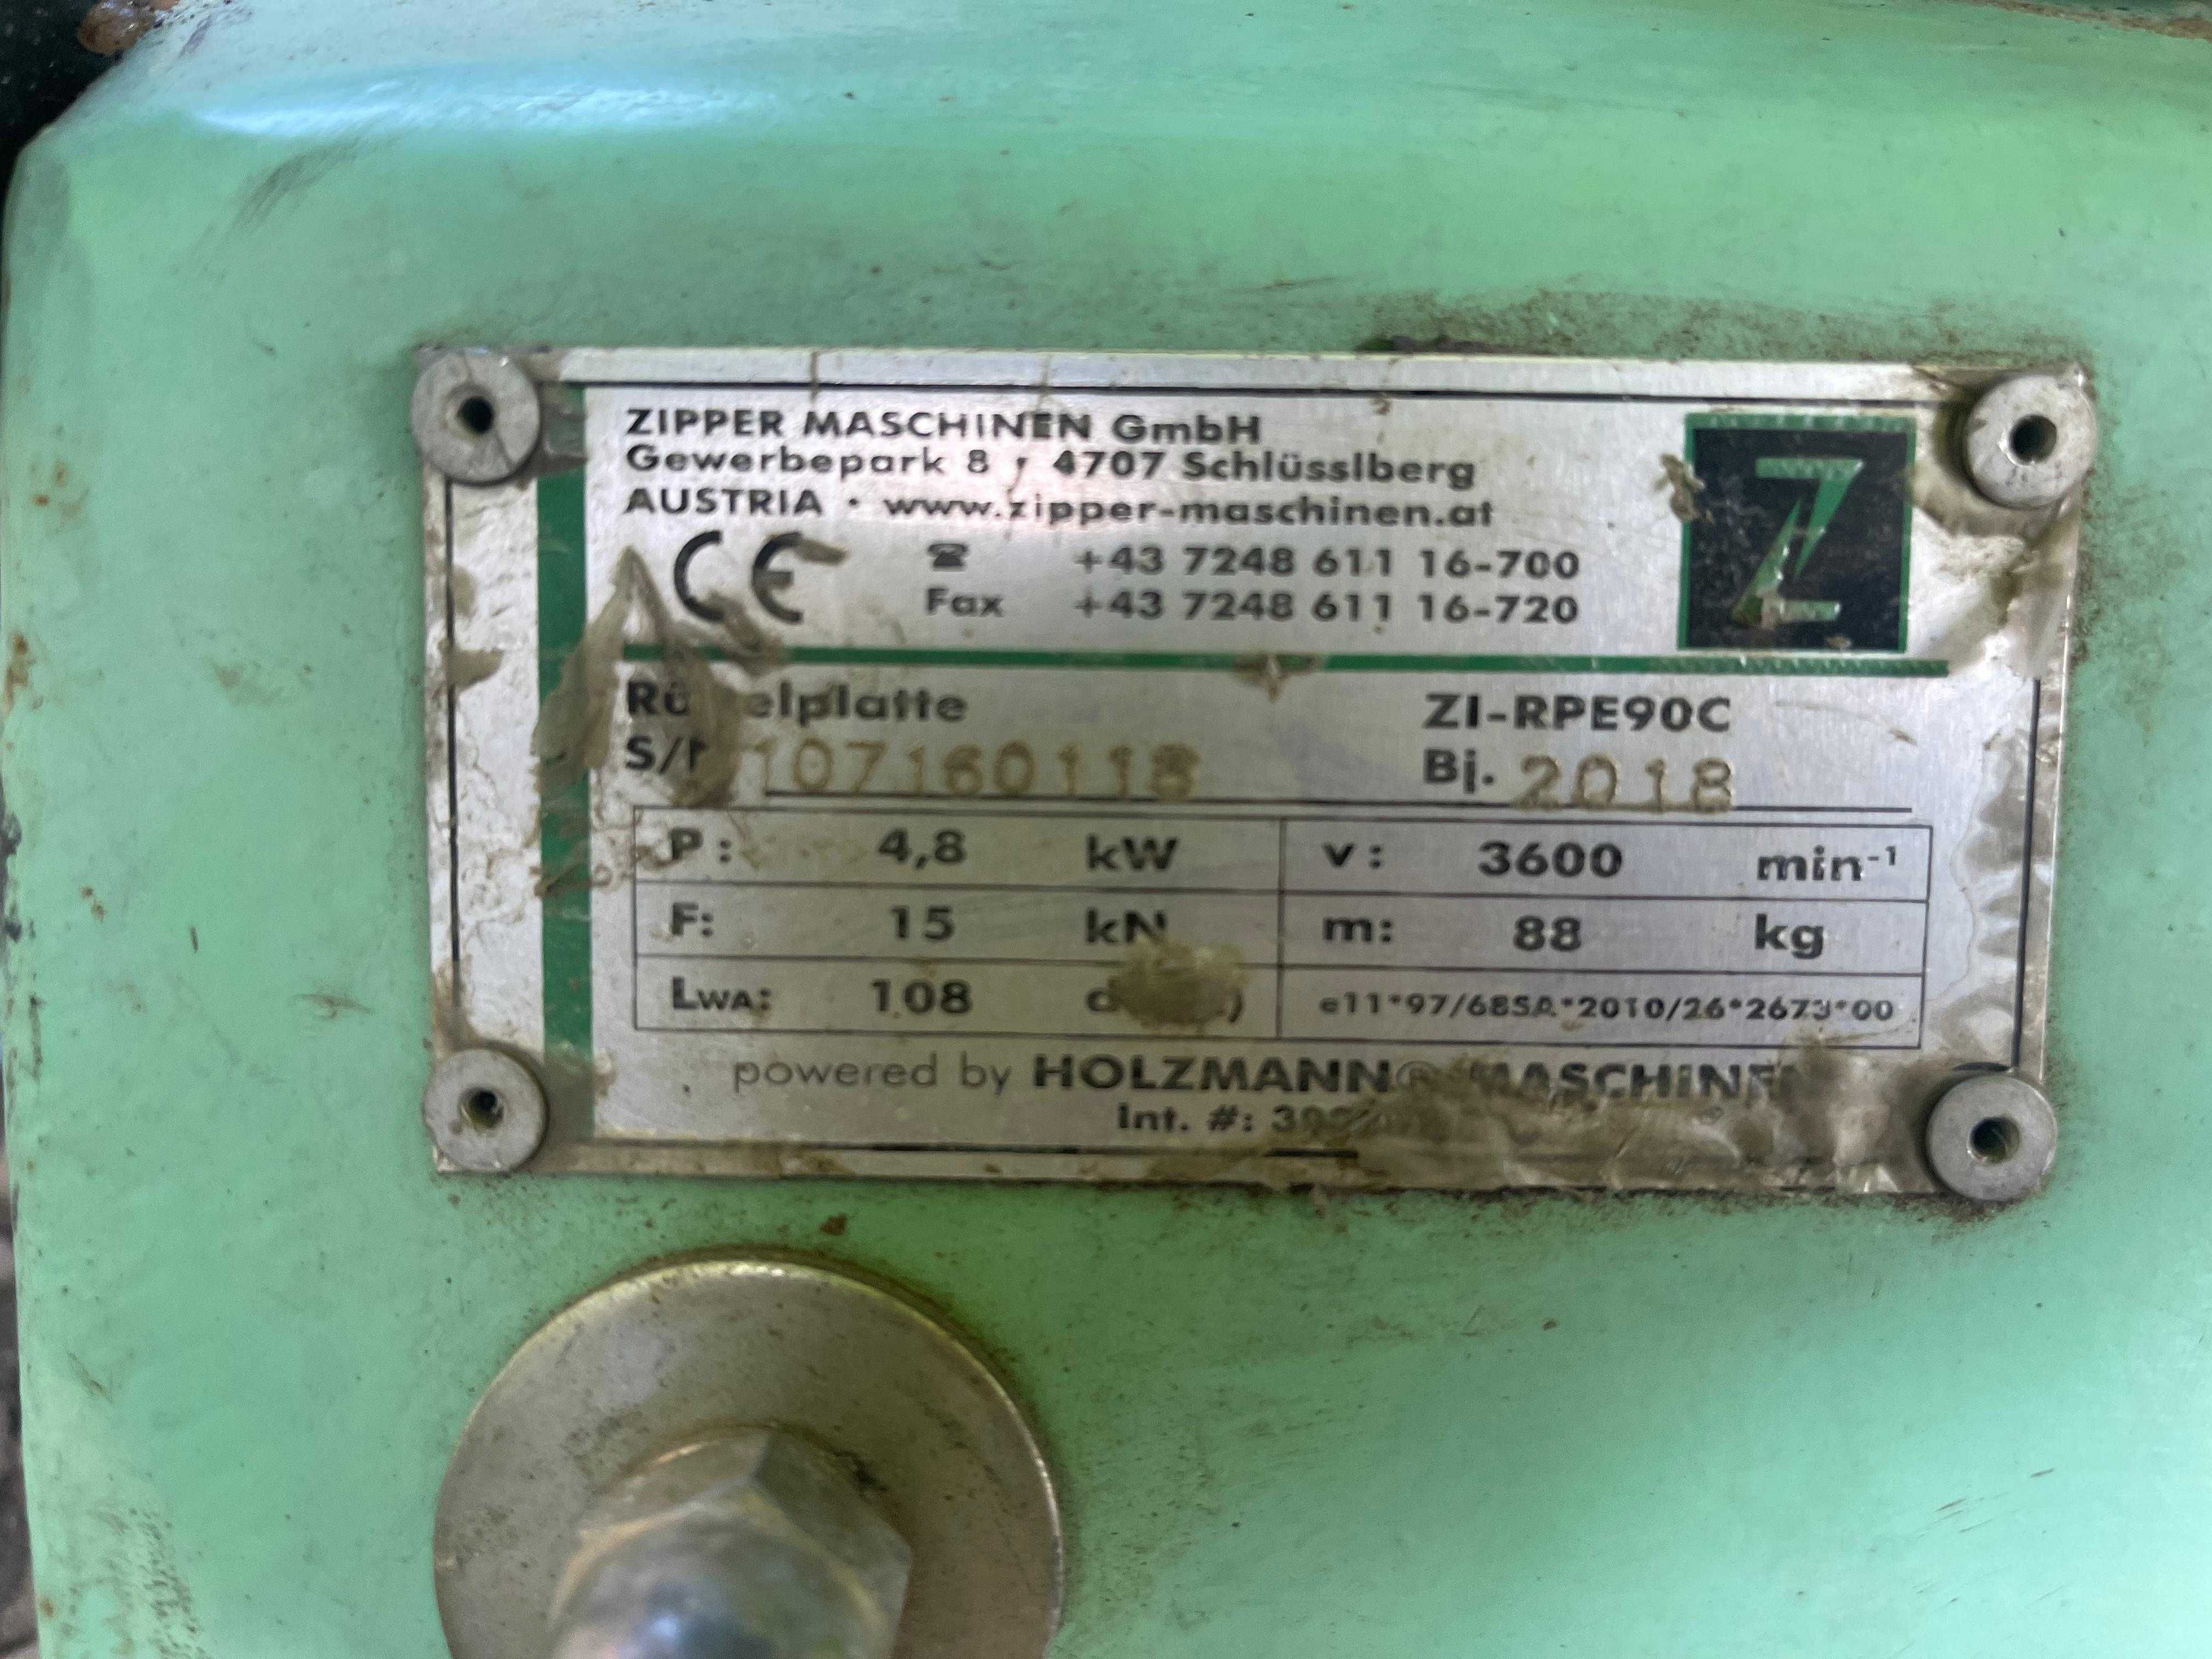 ZIPPER MASCHINEN GmbH
Gewerbepark 8 · 4707 Schlüsslberg
AUSTRIA · www.zipper-maschinen.at
CE
☎ +43 7248 611 16-700
Fax +43 7248 611 16-720
Z
ZI-RPE90C
107160118 Bj. 2018
P: 4,8 kW v: 3600 min⁻¹
F: 15 kN m: 88 kg
LWA: 108
e11*97/68SA*2010/26*2673*00
powered by HOLZMANN® MASCHINEN
Int. #: